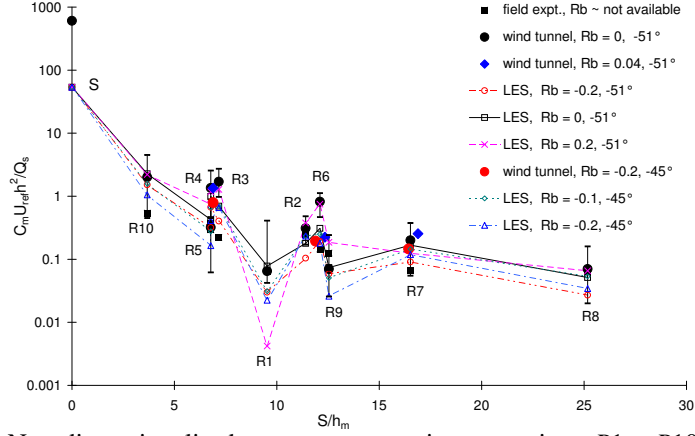 1000
100
10
1
0.1
0.01
0.001
C_mU_refh²/Q_s
0
5
10
15
20
25
30
S/h_m
S
R10
R4
R3
R5
R1
R2
R6
R9
R7
R8
field expt., Rb ~ not available
wind tunnel, Rb = 0, -51°
wind tunnel, Rb = 0.04, -51°
LES, Rb = -0.2, -51°
LES, Rb = 0, -51°
LES, Rb = 0.2, -51°
wind tunnel, Rb = -0.2, -45°
LES, Rb = -0.1, -45°
LES, Rb = -0.2, -45°